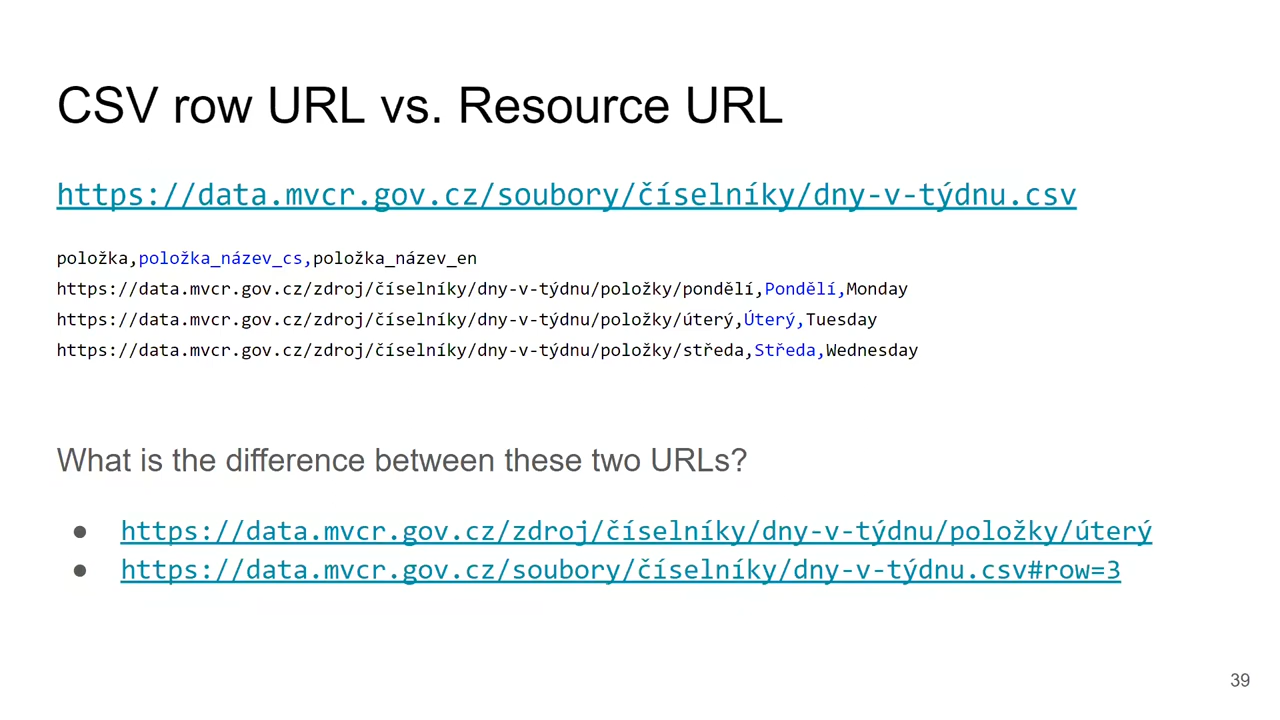 CSV row URL vs. Resource URL
https://data.mvcr.gov.cz/soubory/číselníky/dny-v-týdnu.csv
položka,položka_název_cs,položka_název_en
https://data.mvcr.gov.cz/zdroj/číselníky/dny-v-týdnu/položky/pondělí,Pondělí,Monday
https://data.mvcr.gov.cz/zdroj/číselníky/dny-v-týdnu/položky/úterý,Úterý,Tuesday
https://data.mvcr.gov.cz/zdroj/číselníky/dny-v-týdnu/položky/středa,Středa,Wednesday
What is the difference between these two URLs?
● https://data.mvcr.gov.cz/zdroj/číselníky/dny-v-týdnu/položky/úterý
● https://data.mvcr.gov.cz/soubory/číselníky/dny-v-týdnu.csv#row=3
39